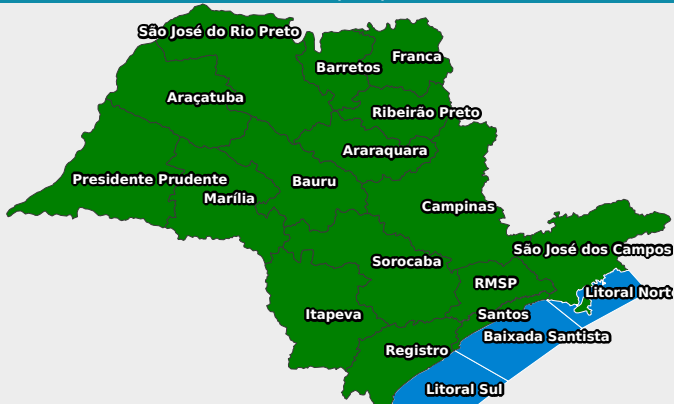 São José do Rio Preto
Franca
Barretos
Araçatuba
Ribeirão Preto
Araraquara
Presidente Prudente
Bauru
Marília
Campinas
São José dos Campos
Sorocaba
RMSP
Litoral Nort
Itapeva
Santos
Baixada Santista
Registro
Litoral Sul